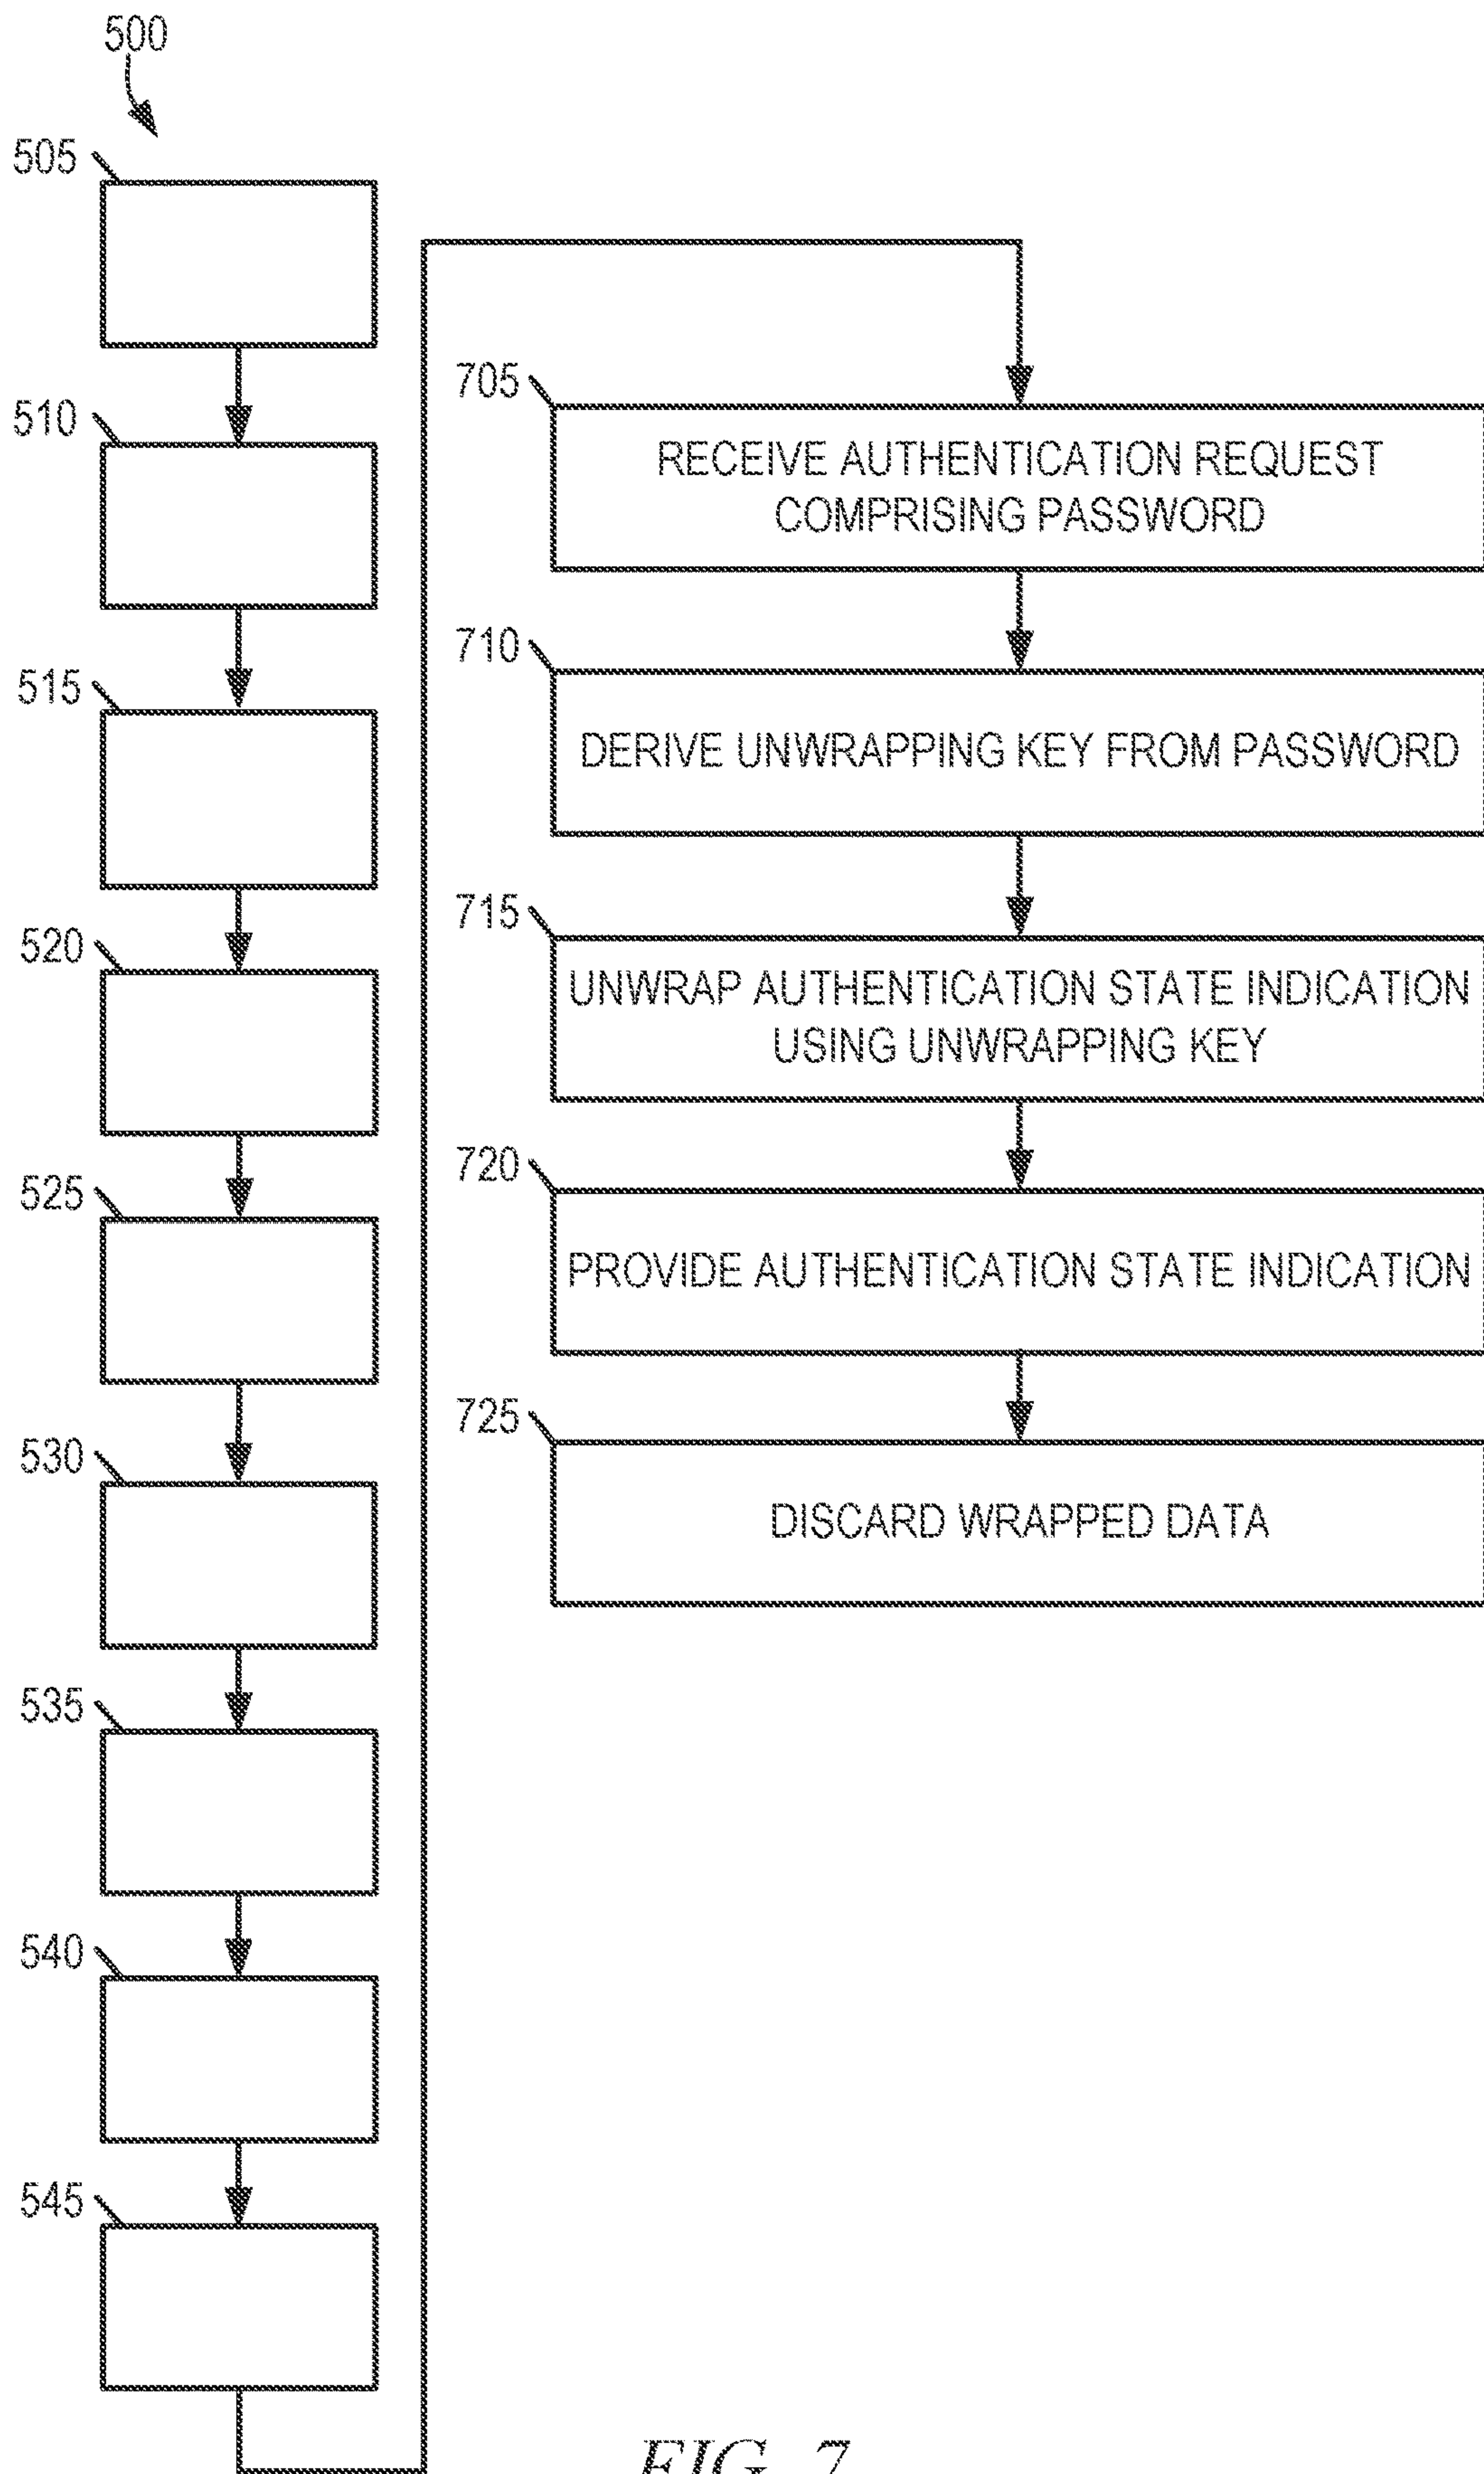 500
505
510
515
520
525
530
535
540
545
705
RECEIVE AUTHENTICATION REQUEST
COMPRISING PASSWORD
710
DERIVE UNWRAPPING KEY FROM PASSWORD
715
UNWRAP AUTHENTICATION STATE INDICATION
USING UNWRAPPING KEY
720
PROVIDE AUTHENTICATION STATE INDICATION
725
DISCARD WRAPPED DATA
FIG. 7